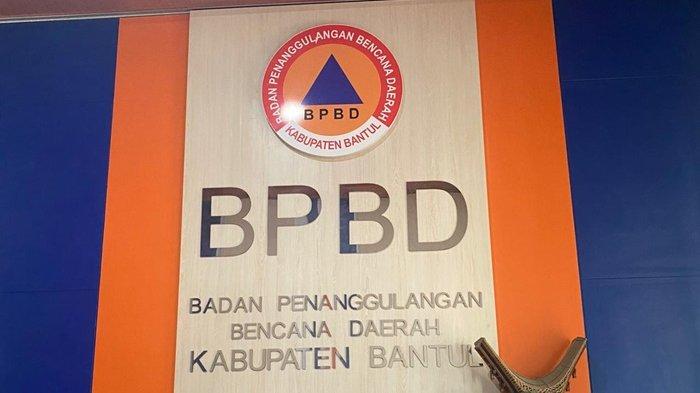 BADAN PENANGGULANGAN BENCANA DAERAH
BPBD
KABUPATEN BANTUL
BPBD
BADAN PENANGGULANGAN
BENCANA DAERAH
KABUPATEN BANTUL